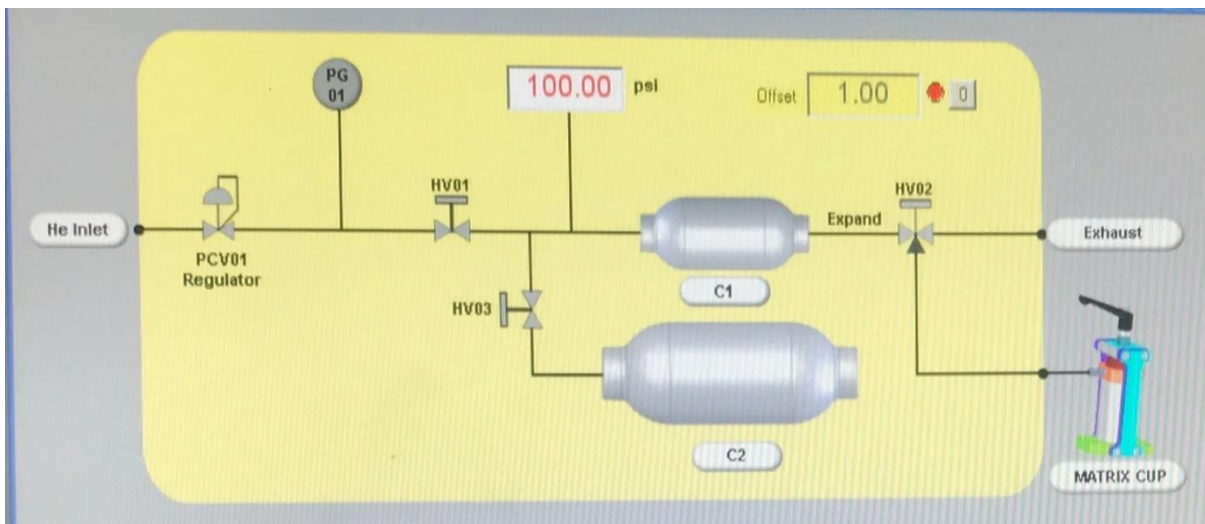 PG
01
100.00 psi
Offset 1.00 0
HV01
HV02
He Inlet
Expand
Exhaust
PCV01
Regulator
C1
HV03
C2
MATRIX CUP